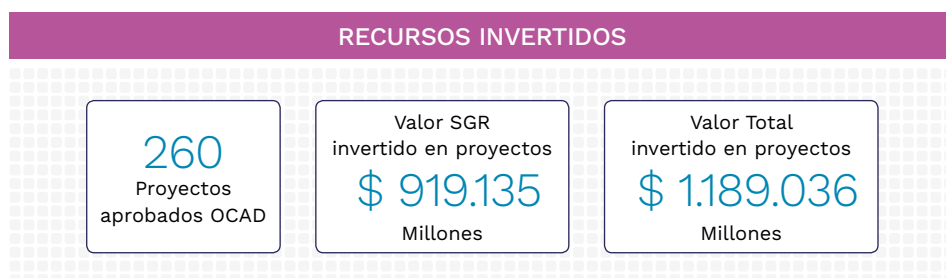 RECURSOS INVERTIDOS
260
Proyectos
aprobados OCAD
Valor SGR
invertido en proyectos
$ 919.135
Millones
Valor Total
invertido en proyectos
$ 1.189.036
Millones